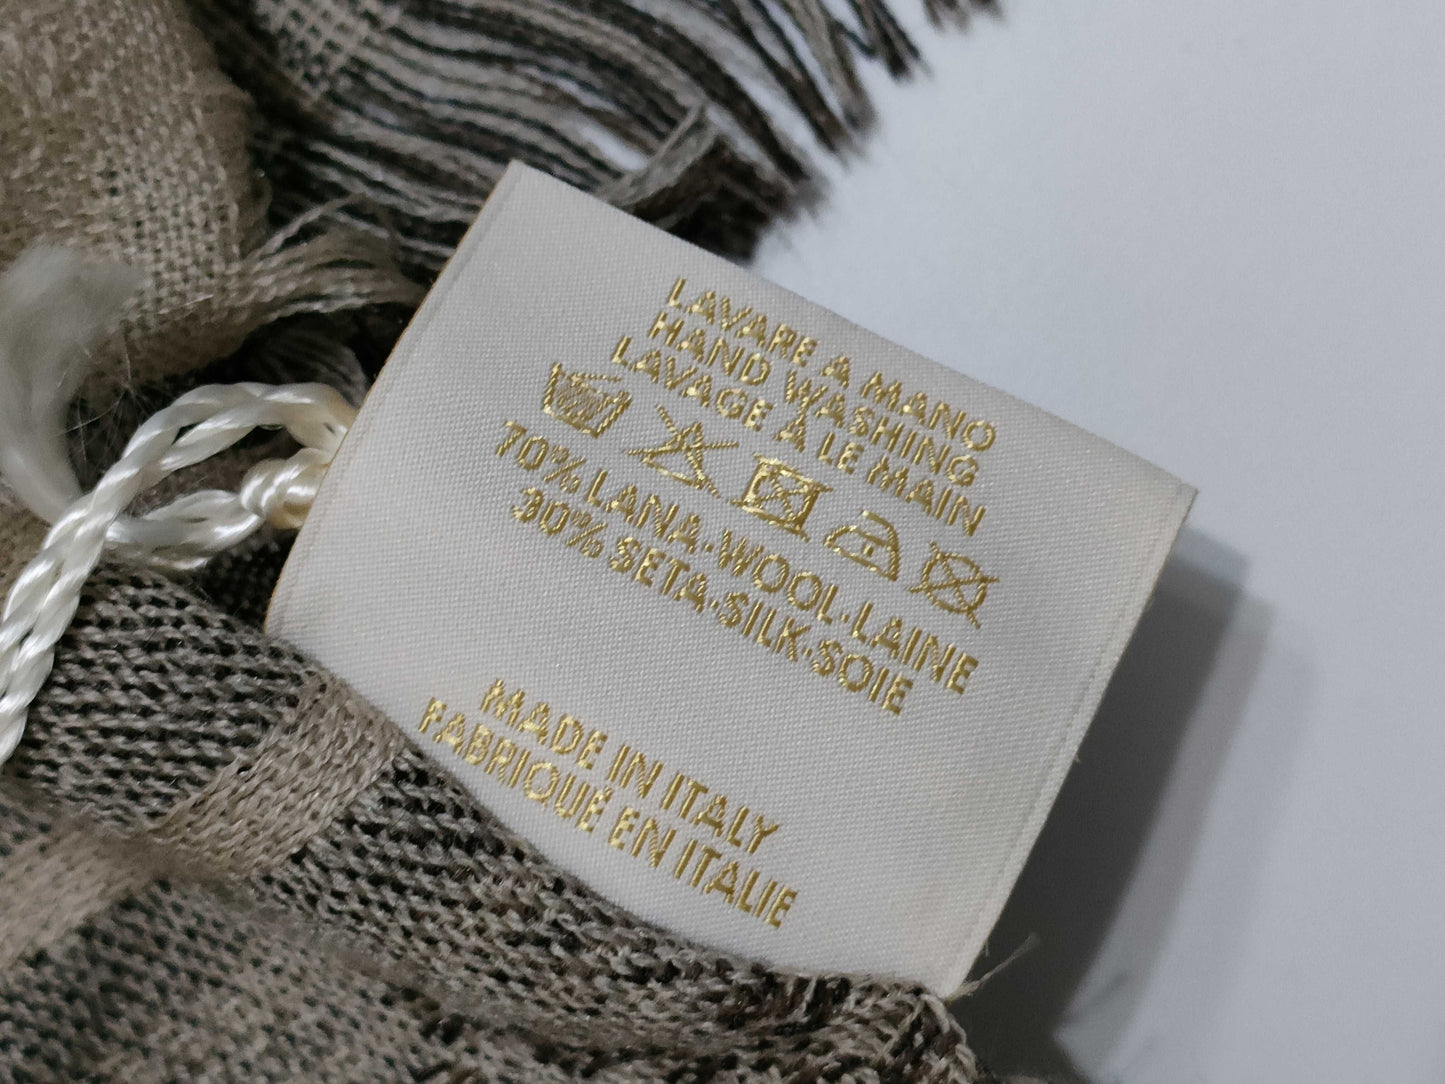 LAVARE A MANO
HAND WASHING
LAVAGE À LE MAIN
70% LANA·WOOL·LAINE
30% SETA·SILK·SOIE
MADE IN ITALY
FABRIQUÉ EN ITALIE